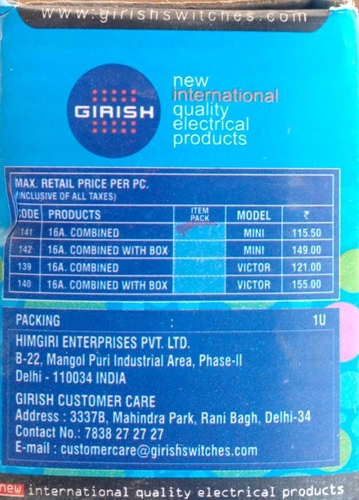 www.girishswitches.com
GIRISH
new
international
quality
electrical
products
MAX. RETAIL PRICE PER PC.
(INCLUSIVE OF ALL TAXES)
CODE PRODUCTS ITEM PACK MODEL ₹
141 16A. COMBINED MINI 115.50
142 16A. COMBINED WITH BOX MINI 149.00
139 16A. COMBINED VICTOR 121.00
140 16A. COMBINED WITH BOX VICTOR 155.00
PACKING : 1U
HIMGIRI ENTERPRISES PVT. LTD.
B-22, Mangol Puri Industrial Area, Phase-II
Delhi - 110034 INDIA
GIRISH CUSTOMER CARE
Address : 3337B, Mahindra Park, Rani Bagh, Delhi-34
Contact No.: 7838 27 27 27
E-mail : customercare@girishswitches.com
new international quality electrical products